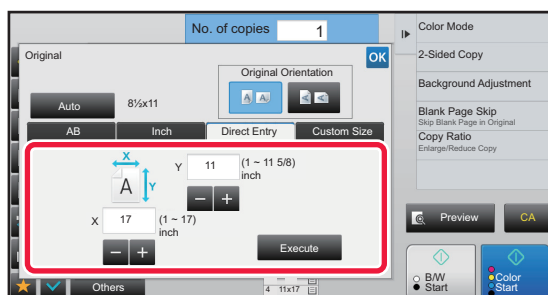 No. of copies
1
Original
OK
Original Orientation
Auto
8½x11
AB
Inch
Direct Entry
Custom Size
X
Y
A
Y
11
(1 ~ 11 5/8)
inch
X
17
(1 ~ 17)
inch
Execute
Others
4 11x17
Color Mode
2-Sided Copy
Background Adjustment
Blank Page Skip
Skip Blank Page in Original
Copy Ratio
Enlarge/Reduce Copy
Preview
CA
B/W
Start
Color
Start